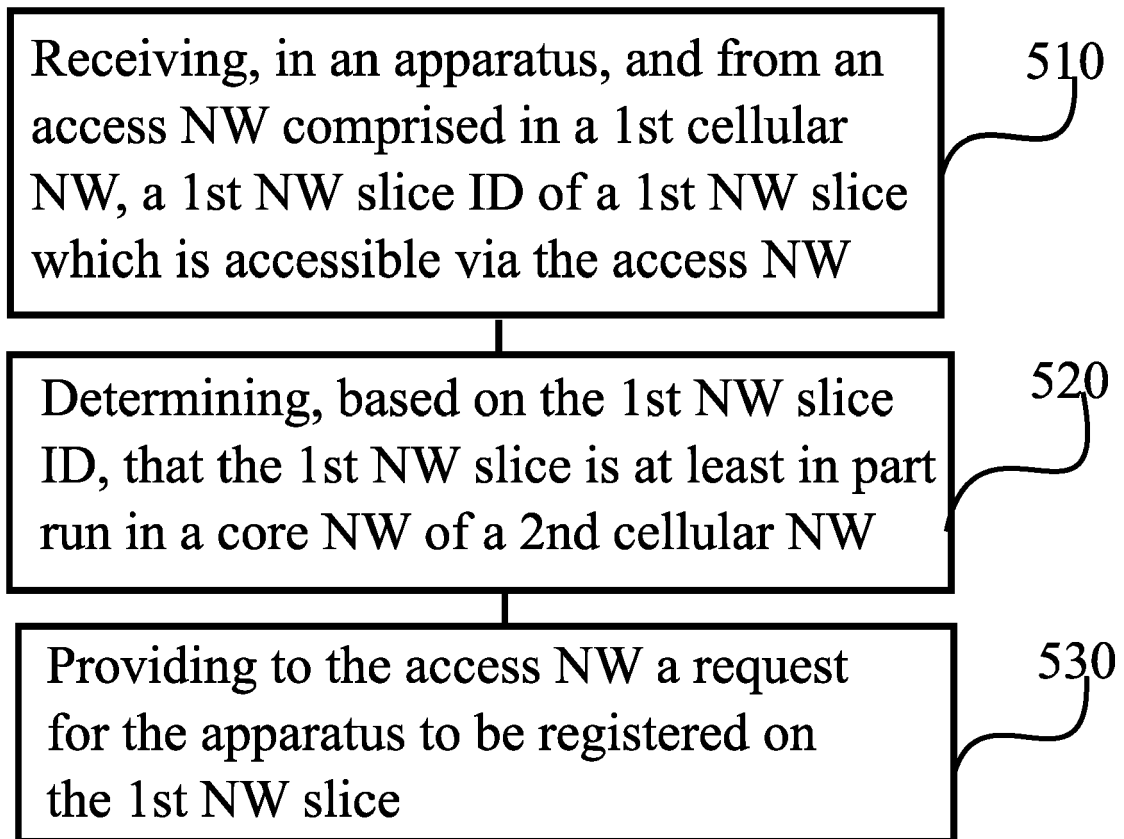 Receiving, in an apparatus, and from an
access NW comprised in a 1st cellular
NW, a 1st NW slice ID of a 1st NW slice
which is accessible via the access NW
510
Determining, based on the 1st NW slice
ID, that the 1st NW slice is at least in part
run in a core NW of a 2nd cellular NW
520
Providing to the access NW a request
for the apparatus to be registered on
the 1st NW slice
530